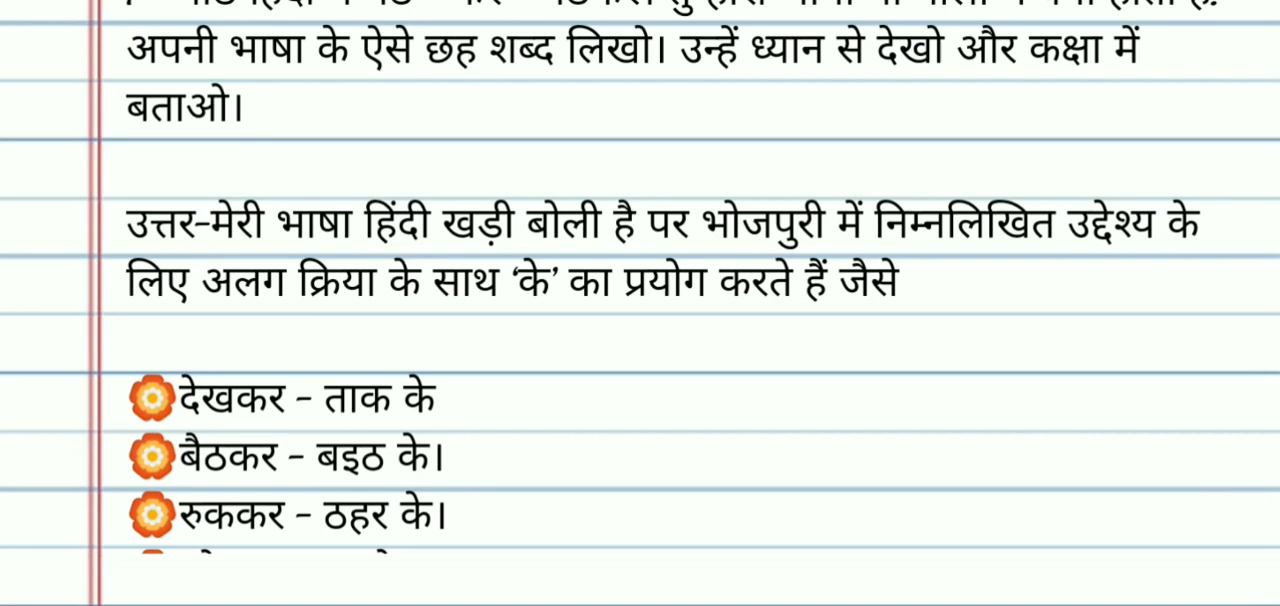 अपनी भाषा के ऐसे छह शब्द लिखो। उन्हें ध्यान से देखो और कक्षा में
बताओ।
उत्तर-मेरी भाषा हिंदी खड़ी बोली है पर भोजपुरी में निम्नलिखित उद्देश्य के
लिए अलग क्रिया के साथ ‘के’ का प्रयोग करते हैं जैसे
देखकर - ताक के
बैठकर - बइठ के।
रुककर - ठहर के।